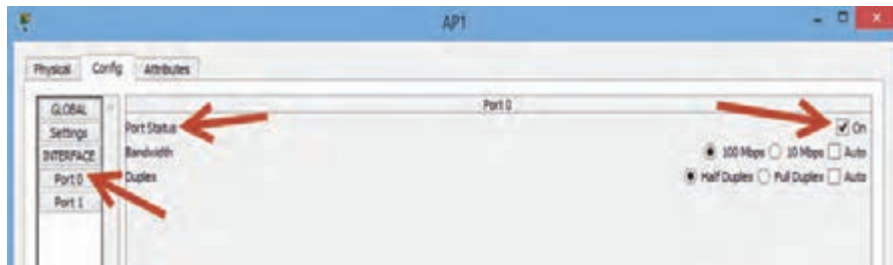 AP1
Physical Config Attributes
GLOBAL
Settings
INTERFACE
Port 0
Port 1
Port 0
Port Status On
Bandwidth 100 Mbps 10 Mbps Auto
Duplex Half Duplex Full Duplex Auto